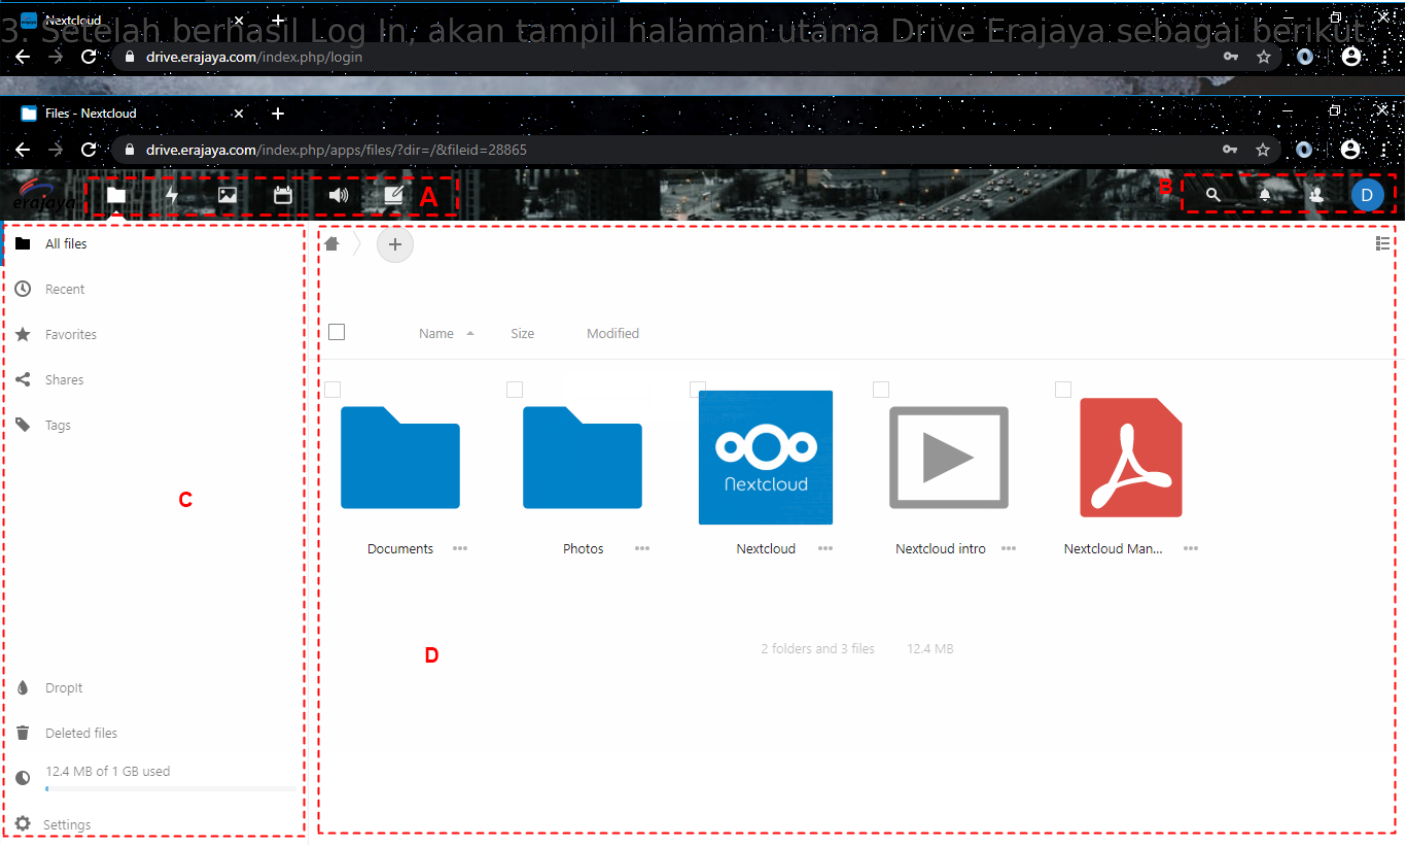 Nextcloud
3. Setelah berhasil Log In, akan tampil halaman utama Drive Erajaya sebagai berikut
drive.erajaya.com/index.php/login
Files - Nextcloud
drive.erajaya.com/index.php/apps/files/?dir=/&fileid=28865
erajaya
A
B
D
All files
Recent
Favorites
Shares
Tags
C
DropIt
Deleted files
12.4 MB of 1 GB used
Settings
Name
Size
Modified
Nextcloud
Documents
Photos
Nextcloud
Nextcloud intro
Nextcloud Man...
2 folders and 3 files
12.4 MB
D